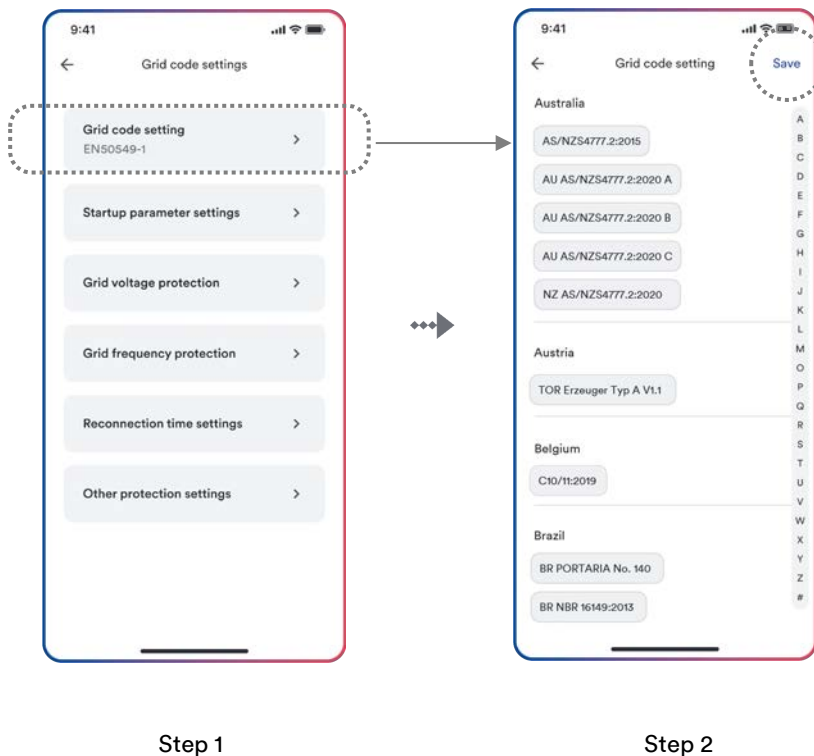 9:41
Grid code settings
Grid code setting
EN50549-1
Startup parameter settings
Grid voltage protection
Grid frequency protection
Reconnection time settings
Other protection settings
Step 1
9:41
Grid code setting
Save
Australia
AS/NZS4777.2:2015
AU AS/NZS4777.2:2020 A
AU AS/NZS4777.2:2020 B
AU AS/NZS4777.2:2020 C
NZ AS/NZS4777.2:2020
Austria
TOR Erzeuger Typ A V1.1
Belgium
C10/11:2019
Brazil
BR PORTARIA No. 140
BR NBR 16149:2013
A
B
C
D
E
F
G
H
I
J
K
L
M
O
P
Q
R
S
T
U
V
W
X
Y
Z
#
Step 2